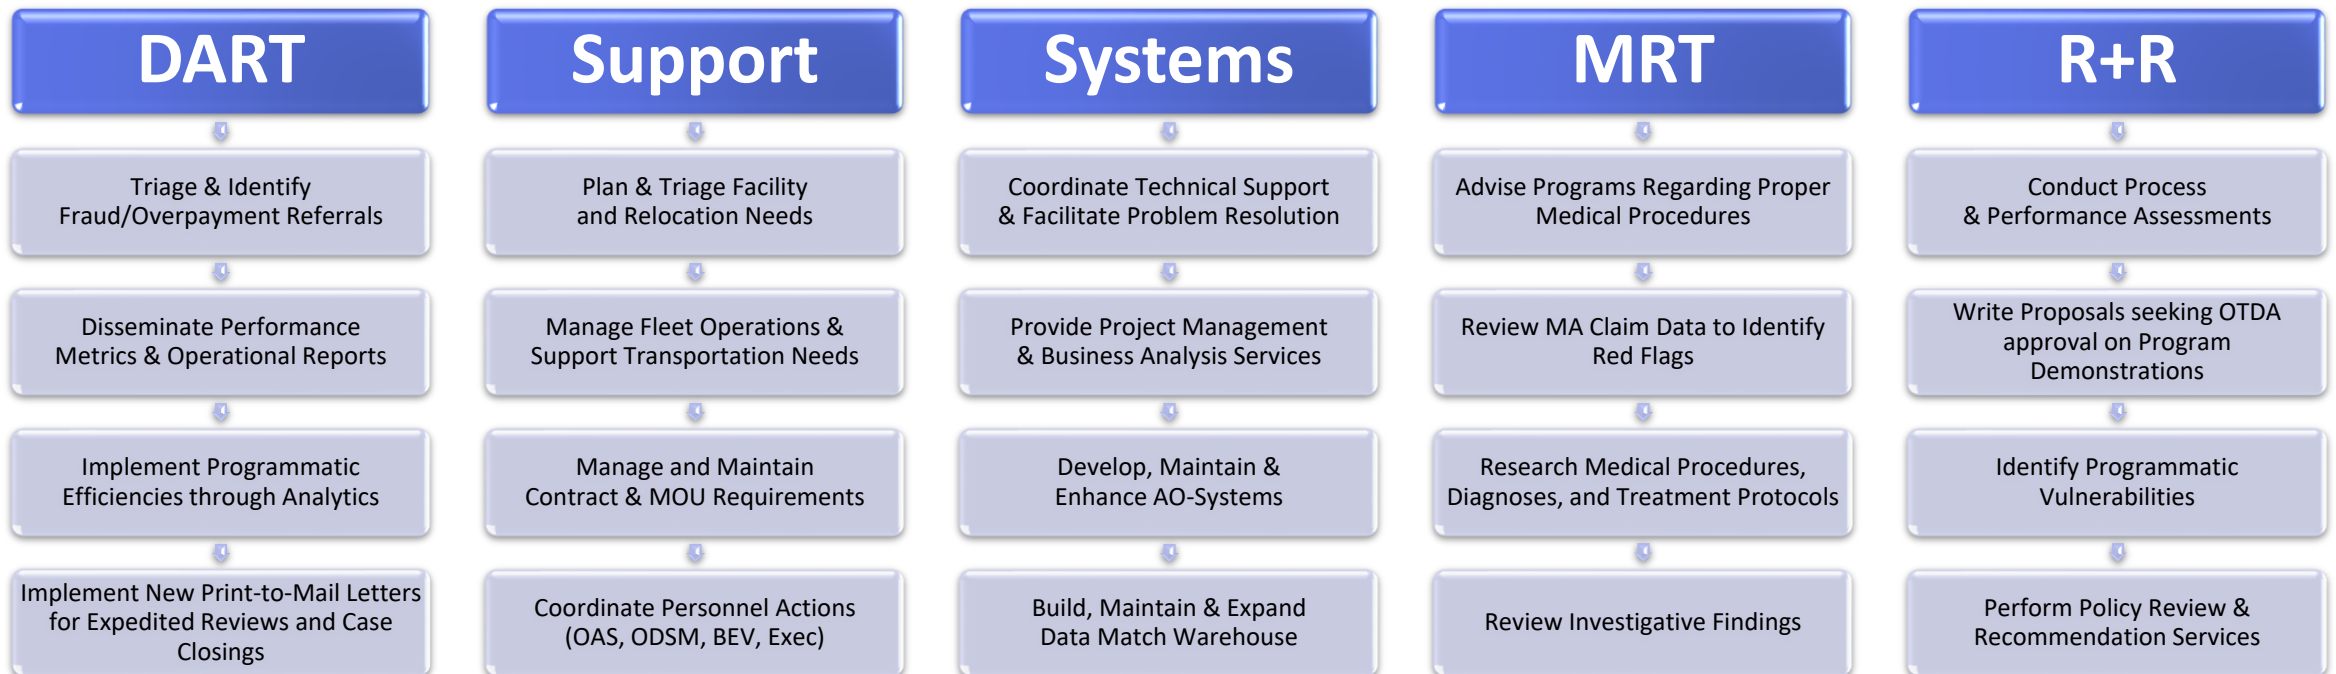 DART
Triage & Identify
Fraud/Overpayment Referrals
Disseminate Performance
Metrics & Operational Reports
Implement Programmatic
Efficiencies through Analytics
Implement New Print-to-Mail Letters
for Expedited Reviews and Case
Closings
Support
Plan & Triage Facility
and Relocation Needs
Manage Fleet Operations &
Support Transportation Needs
Manage and Maintain
Contract & MOU Requirements
Coordinate Personnel Actions
(OAS, ODSM, BEV, Exec)
Systems
Coordinate Technical Support
& Facilitate Problem Resolution
Provide Project Management
& Business Analysis Services
Develop, Maintain &
Enhance AO-Systems
Build, Maintain & Expand
Data Match Warehouse
MRT
Advise Programs Regarding Proper
Medical Procedures
Review MA Claim Data to Identify
Red Flags
Research Medical Procedures,
Diagnoses, and Treatment Protocols
Review Investigative Findings
R+R
Conduct Process
& Performance Assessments
Write Proposals seeking OTDA
approval on Program
Demonstrations
Identify Programmatic
Vulnerabilities
Perform Policy Review &
Recommendation Services